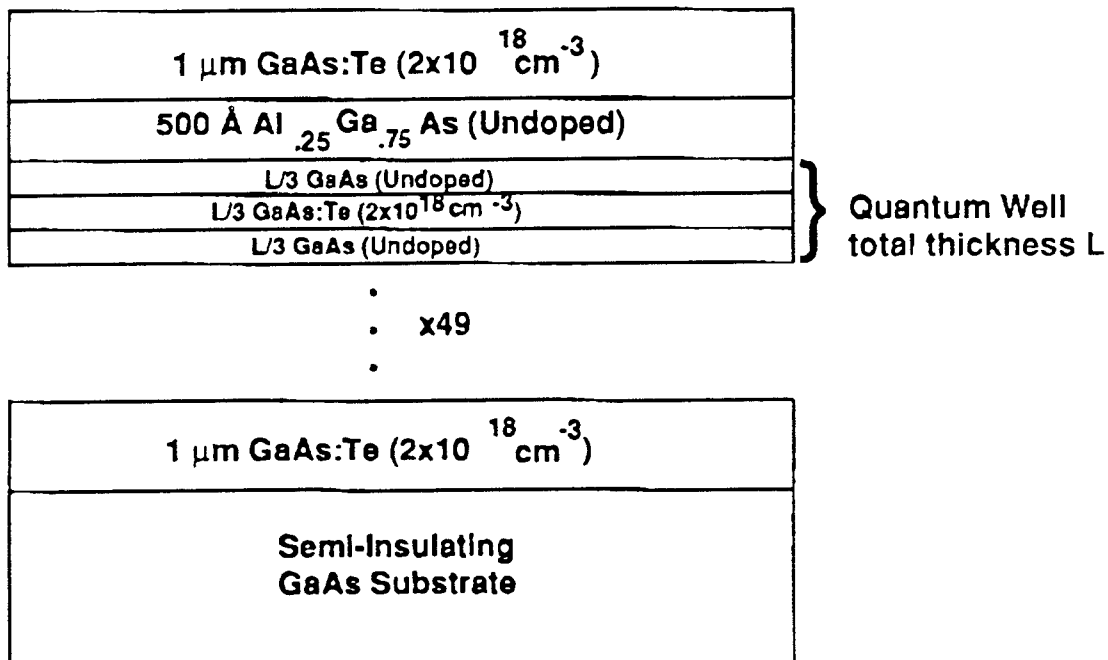 1 μm GaAs:Te (2x10 18 cm-3)
500 Å Al .25 Ga .75 As (Undoped)
L/3 GaAs (Undoped)
L/3 GaAs:Te (2x10 18 cm -3)
L/3 GaAs (Undoped)
Quantum Well
total thickness L
x49
1 μm GaAs:Te (2x10 18 cm-3)
Semi-Insulating
GaAs Substrate